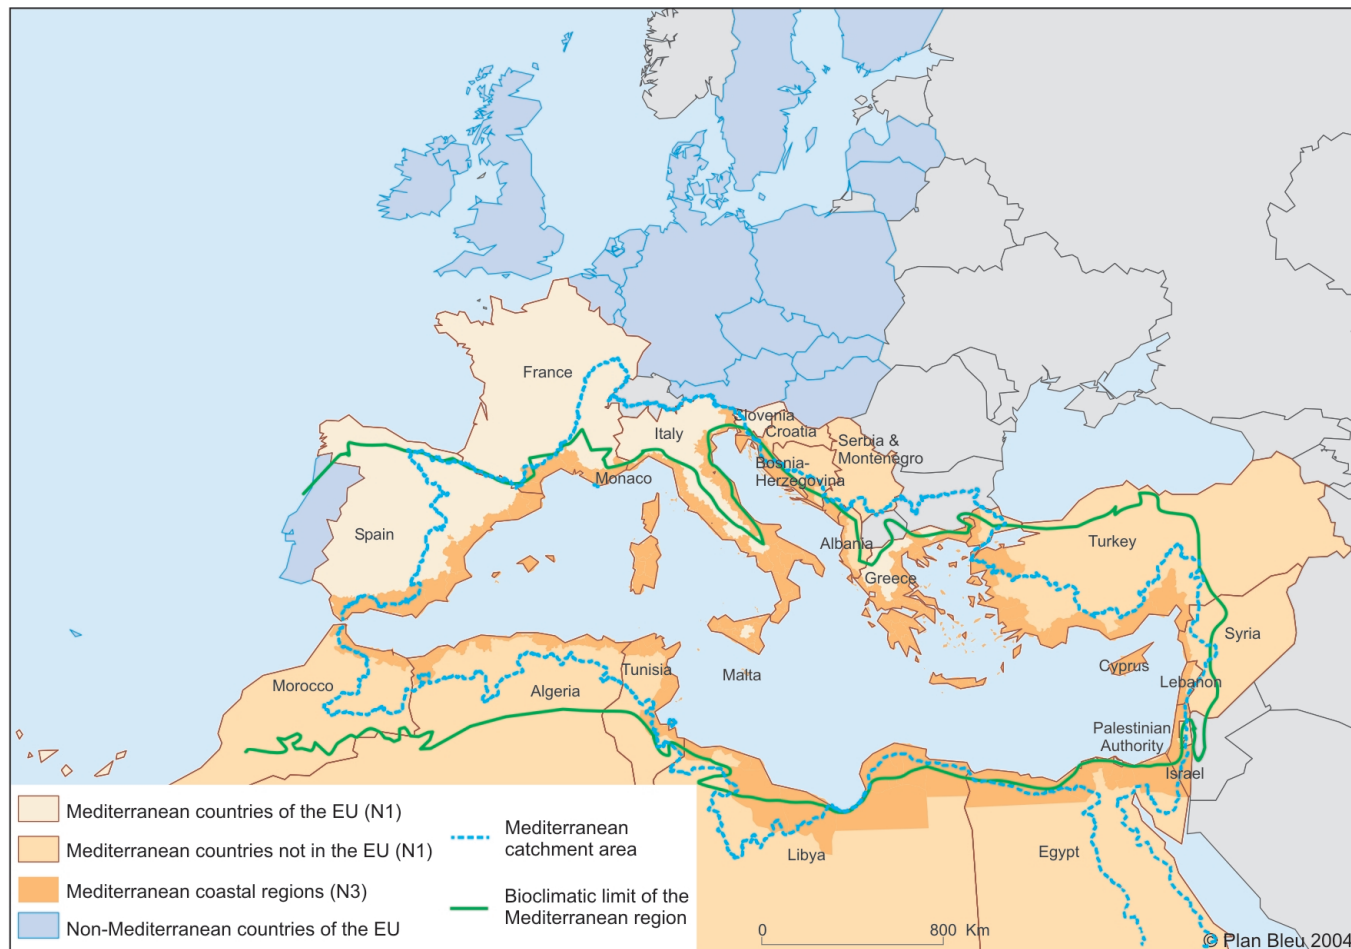 France
Slovenia
Croatia
Italy
Serbia &
Montenegro
Bosnia-
Herzegovina
Monaco
Spain
Albania
Turkey
Greece
Syria
Cyprus
Tunisia
Malta
Lebanon
Morocco
Algeria
Palestinian
Authority
Israel
Libya
Egypt
Mediterranean countries of the EU (N1)
Mediterranean countries not in the EU (N1)
Mediterranean coastal regions (N3)
Non-Mediterranean countries of the EU
Mediterranean
catchment area
Bioclimatic limit of the
Mediterranean region
0 800 Km
© Plan Bleu 2004